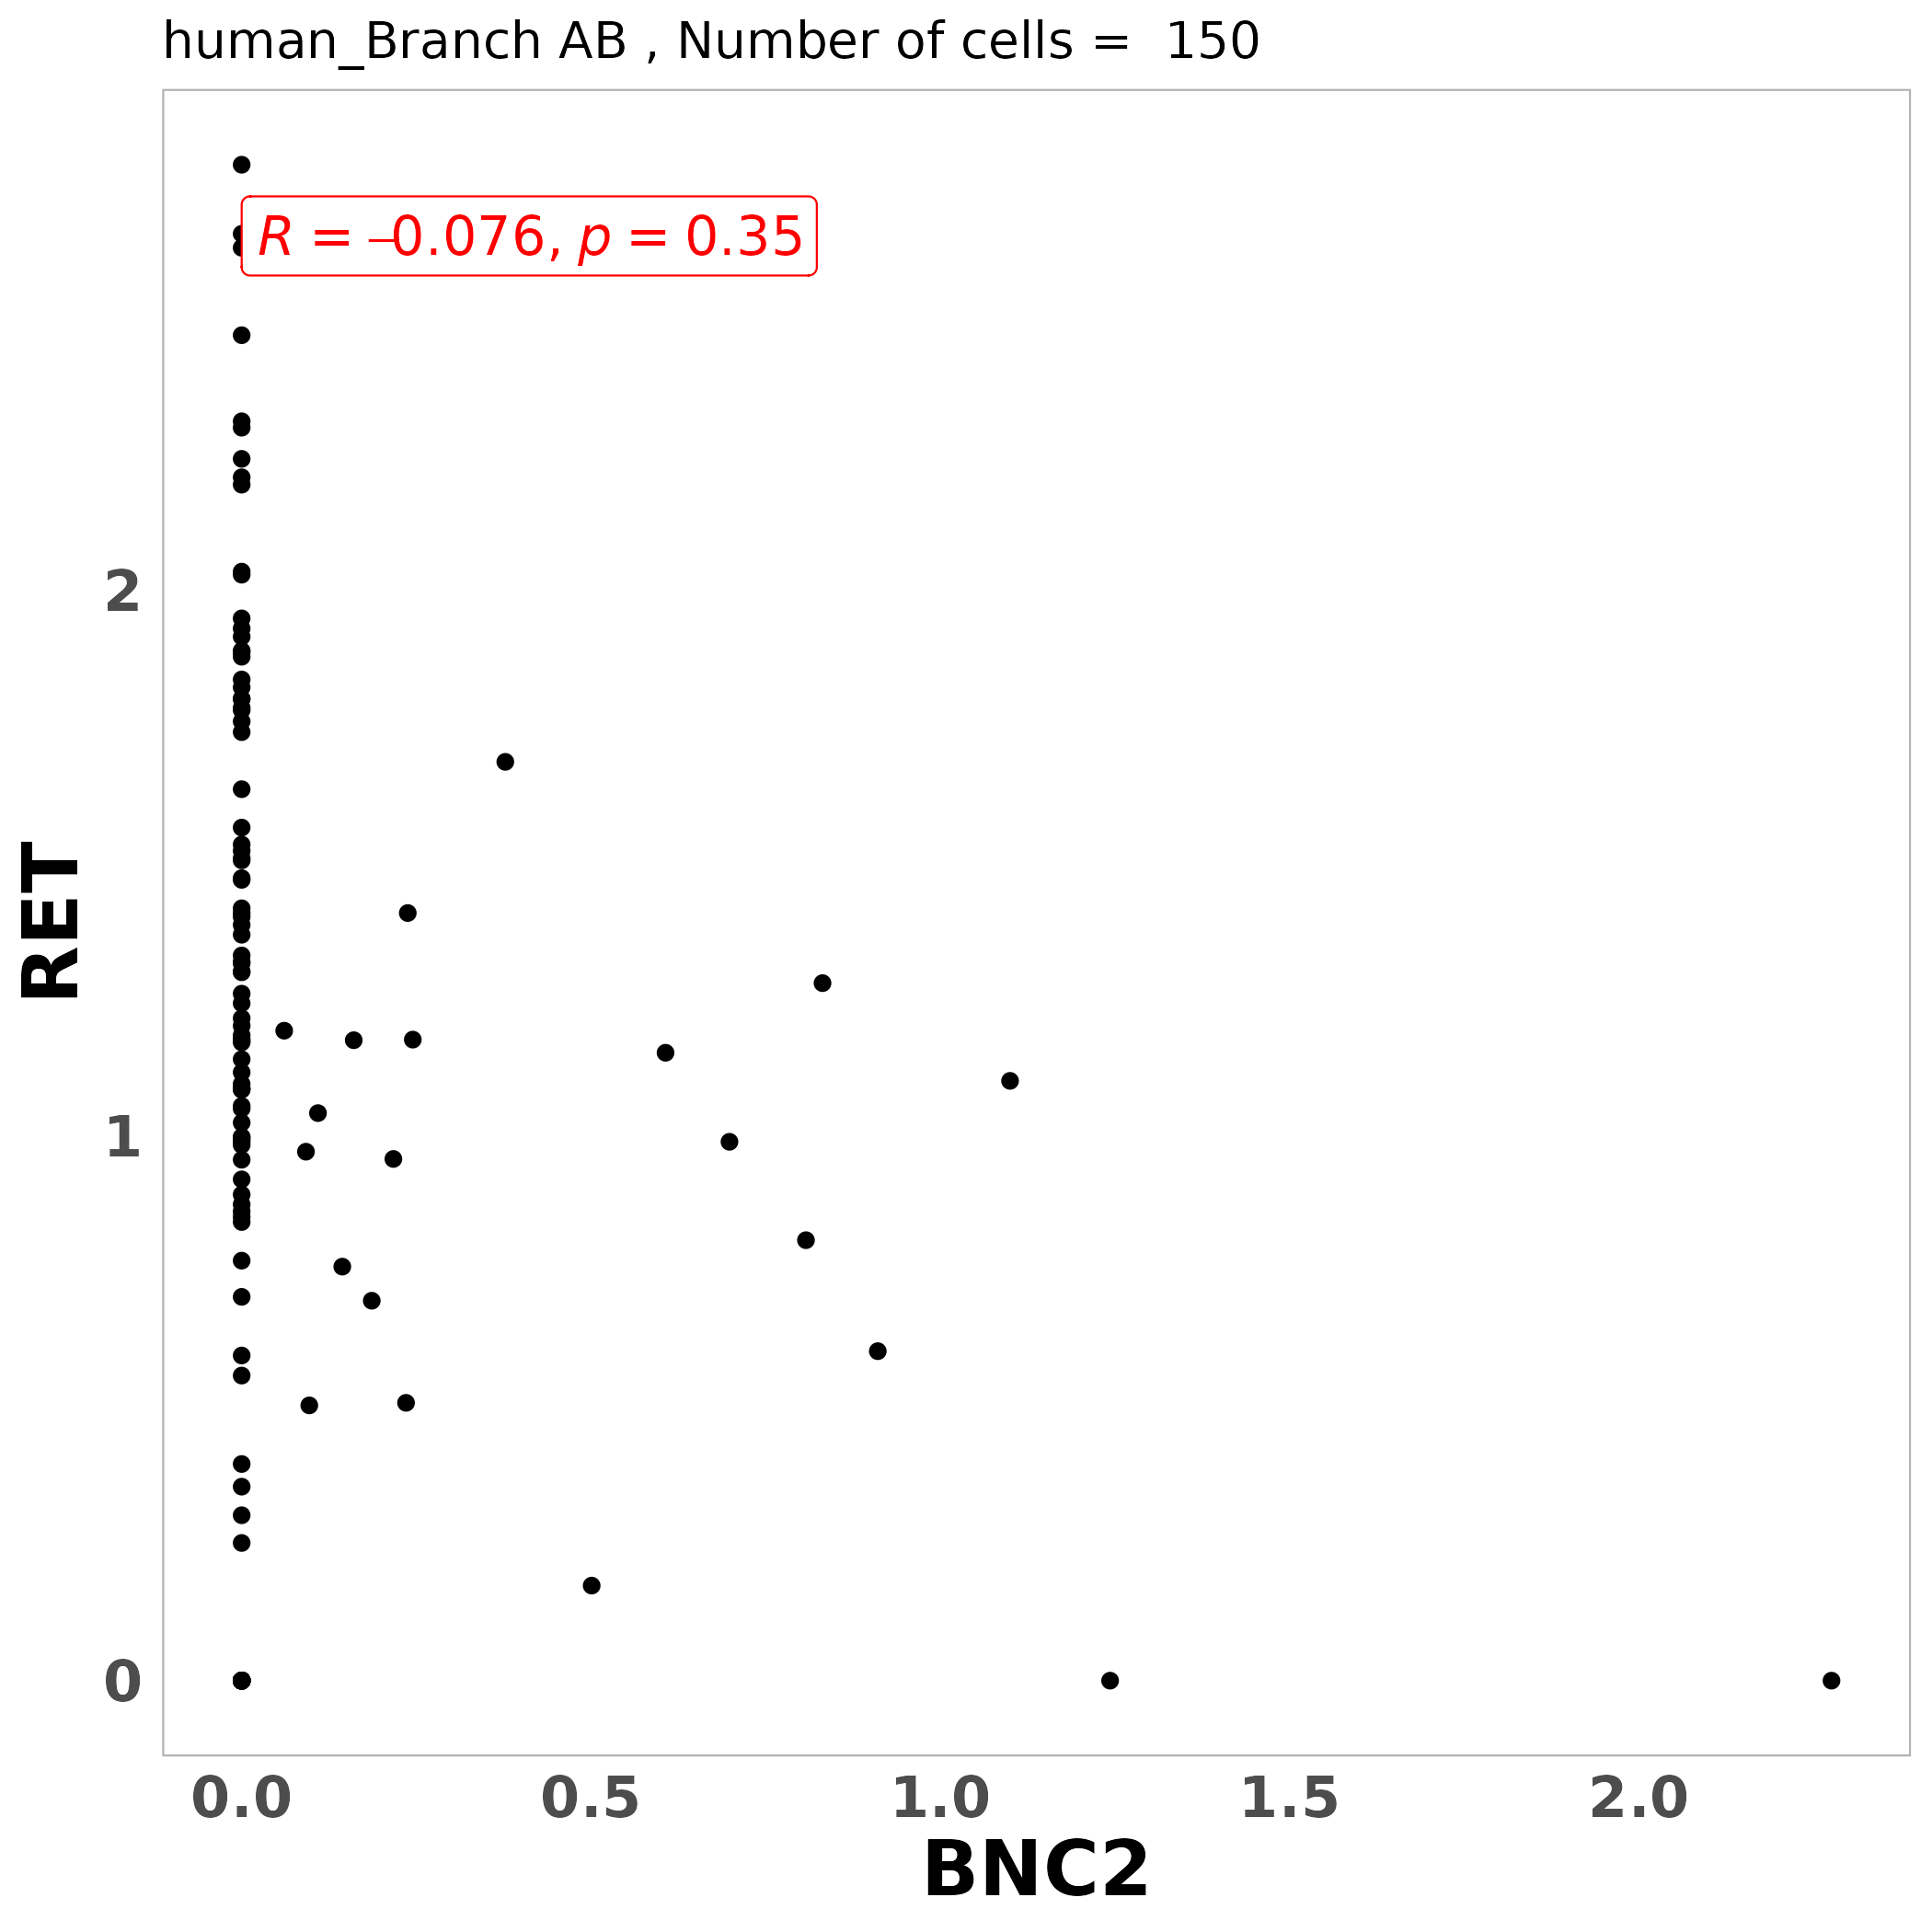 human_Branch AB , Number of cells =  150
R = –0.076, p = 0.35
RET
2
1
0
0.0 0.5 1.0 1.5 2.0
BNC2